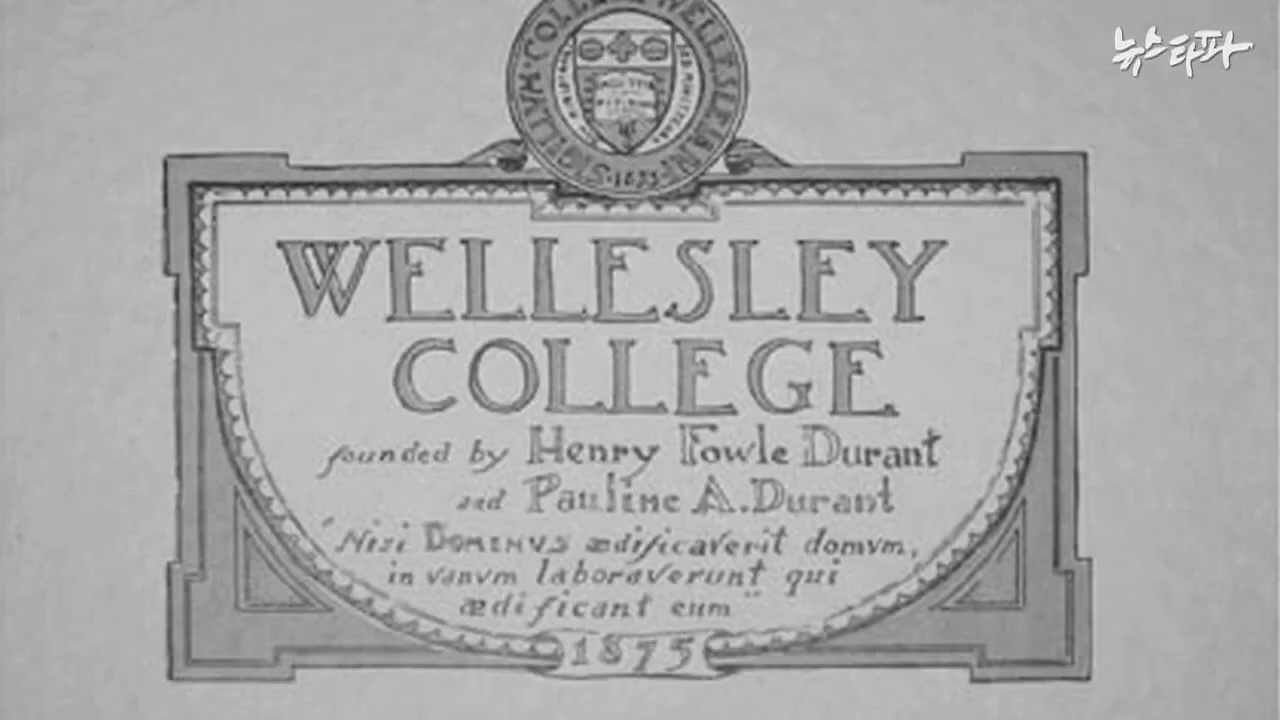 뉴스타파
WELLESLEY
COLLEGE
founded by Henry Fowle Durant
and Pauline A. Durant
"Nisi DOMINVS ædificaverit domvm,
in vanvm laboraverunt qui
ædificant eum"
1875